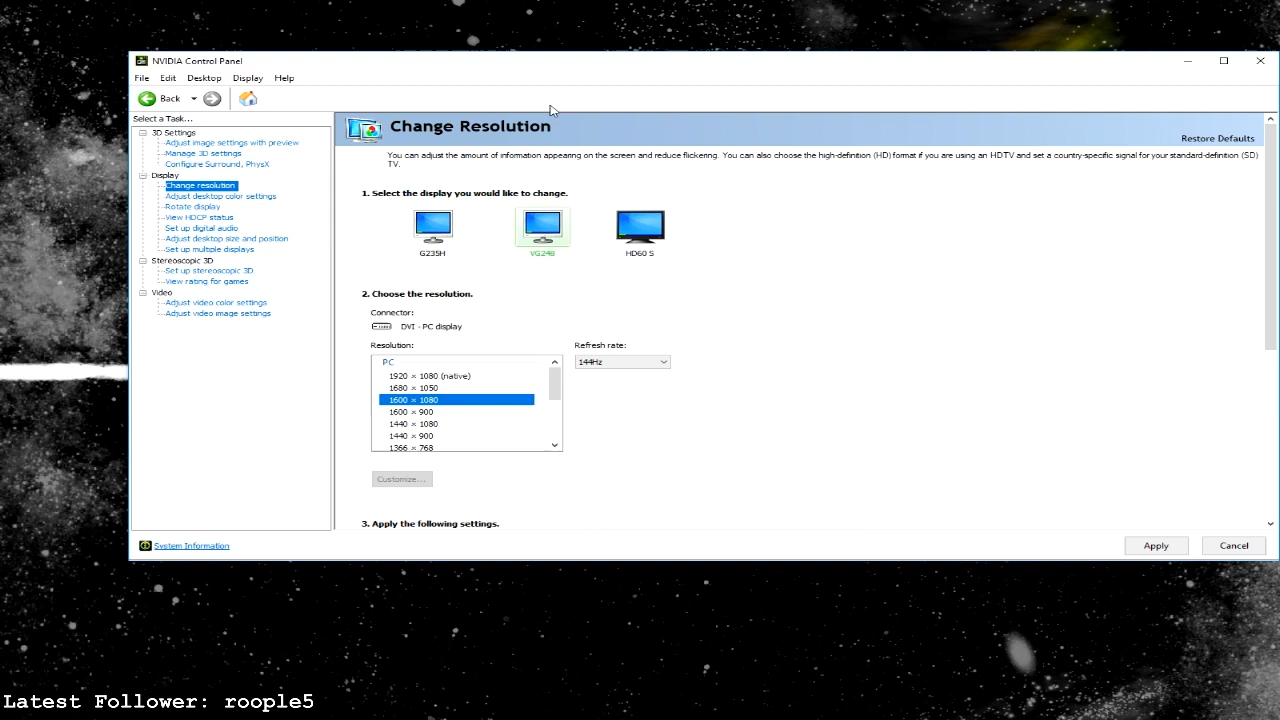 NVIDIA Control Panel
File Edit Desktop Display Help
Back
Select a Task...
3D Settings
Adjust image settings with preview
Manage 3D settings
Configure Surround, PhysX
Display
Change resolution
Adjust desktop color settings
Rotate display
View HDCP status
Set up digital audio
Adjust desktop size and position
Set up multiple displays
Stereoscopic 3D
Set up stereoscopic 3D
View rating for games
Video
Adjust video color settings
Adjust video image settings
System Information
Change Resolution
Restore Defaults
You can adjust the amount of information appearing on the screen and reduce flickering. You can also choose the high-definition (HD) format if you are using an HDTV and set a country-specific signal for your standard-definition (SD)
TV.
1. Select the display you would like to change.
G235H VG248 HD60 S
2. Choose the resolution.
Connector:
DVI - PC display
Resolution: Refresh rate:
PC 144Hz
1920 × 1080 (native)
1680 × 1050
1600 × 1080
1600 × 900
1440 × 1080
1440 × 900
1366 × 768
Customize...
3. Apply the following settings.
Apply Cancel
Latest Follower: roople5